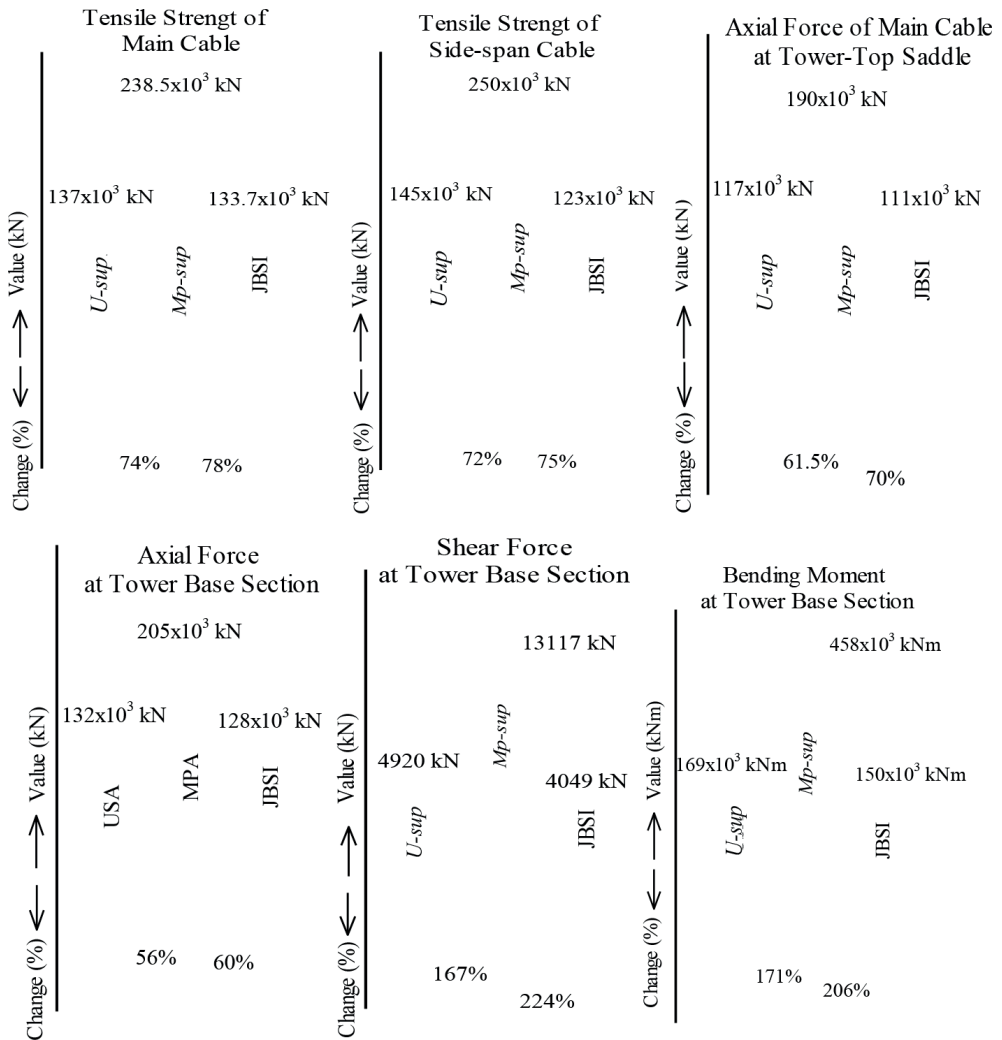 Tensile Strengt of
Main Cable
238.5x10³ kN
137x10³ kN
133.7x10³ kN
U-sup.
Mp-sup
JBSI
Value (kN)
Change (%)
74%
78%
Tensile Strengt of
Side-span Cable
250x10³ kN
145x10³ kN
123x10³ kN
U-sup
Mp-sup
JBSI
Value (kN)
Change (%)
72%
75%
Axial Force of Main Cable
at Tower-Top Saddle
190x10³ kN
117x10³ kN
111x10³ kN
U-sup
Mp-sup
JBSI
Value (kN)
Change (%)
61.5%
70%
Axial Force
at Tower Base Section
205x10³ kN
132x10³ kN
128x10³ kN
USA
MPA
JBSI
Value (kN)
Change (%)
56%
60%
Shear Force
at Tower Base Section
13117 kN
4920 kN
4049 kN
U-sup
Mp-sup
JBSI
Value (kN)
Change (%)
167%
224%
Bending Moment
at Tower Base Section
458x10³ kNm
169x10³ kNm
150x10³ kNm
U-sup
Mp-sup
JBSI
Value (kNm)
Change (%)
171%
206%